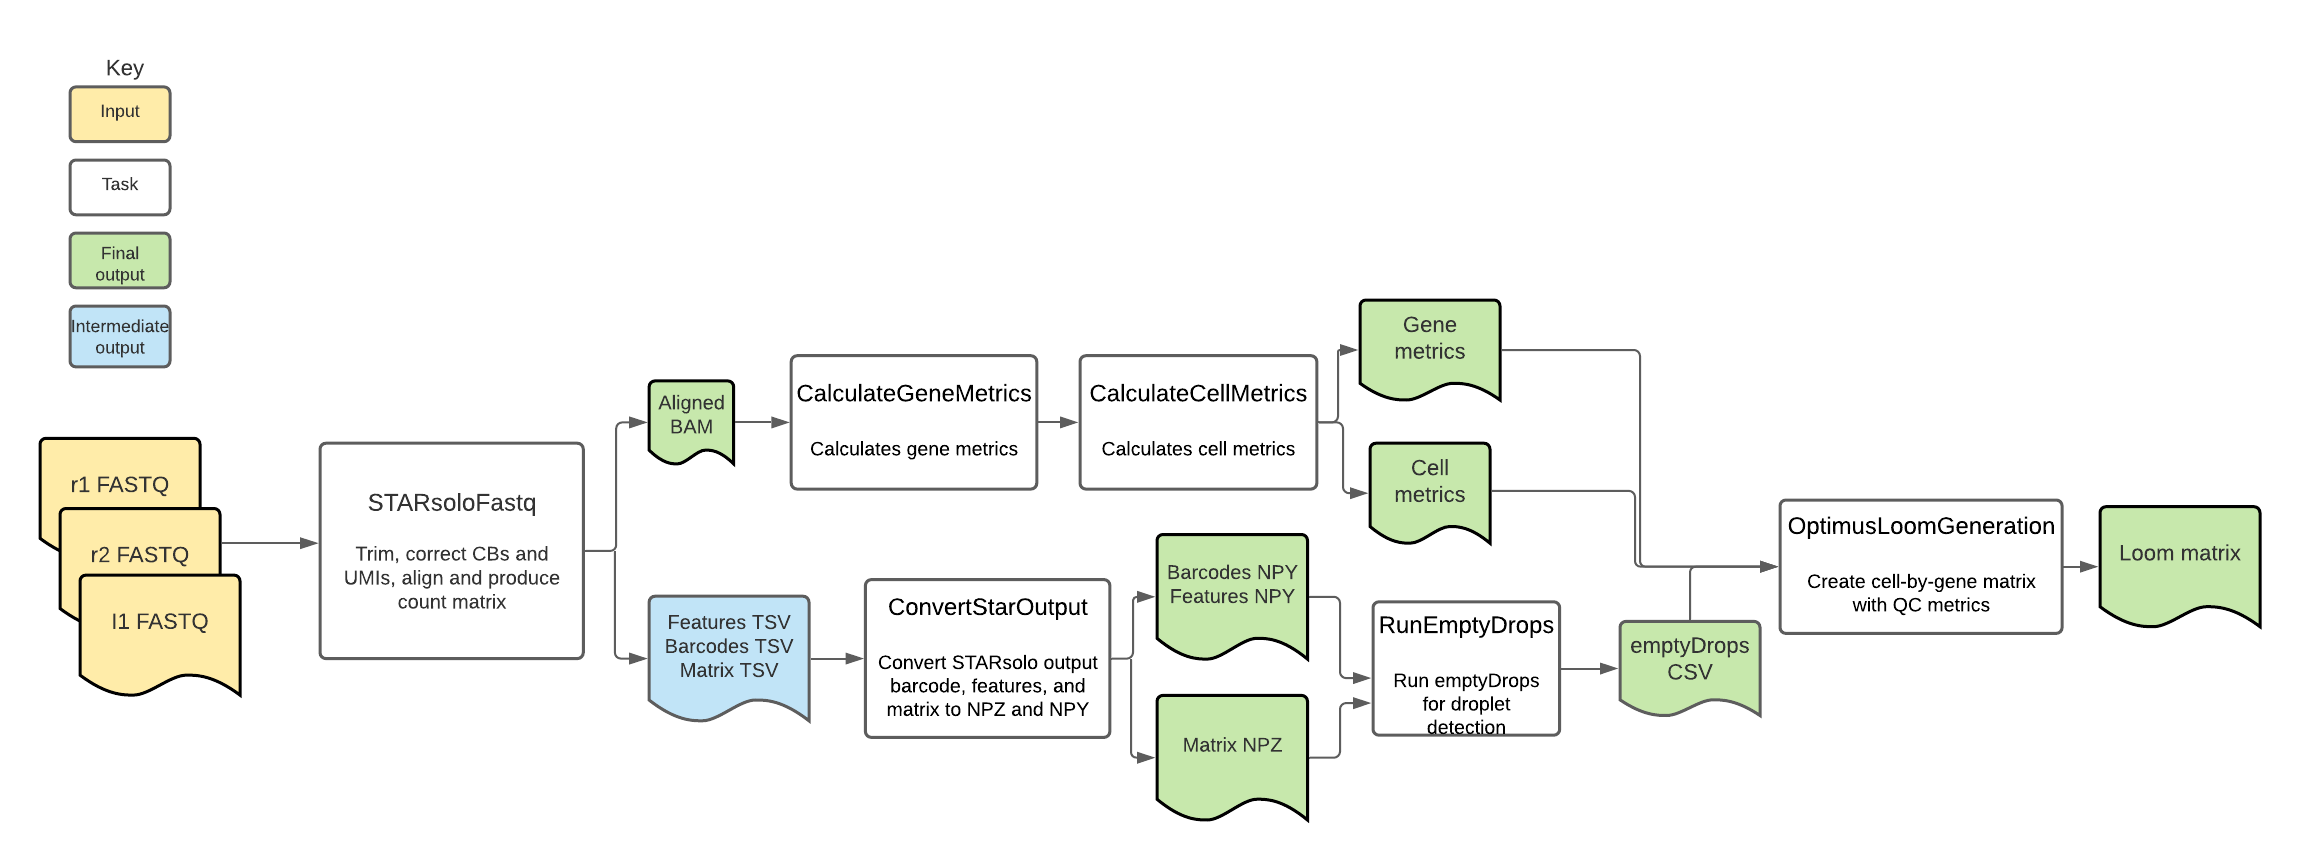 Key
Input
Task
Final
output
Intermediate
output
r1 FASTQ
r2 FASTQ
I1 FASTQ
STARsoloFastq
Trim, correct CBs and
UMIs, align and produce
count matrix
Aligned
BAM
CalculateGeneMetrics
Calculates gene metrics
CalculateCellMetrics
Calculates cell metrics
Gene
metrics
Cell
metrics
Features TSV
Barcodes TSV
Matrix TSV
ConvertStarOutput
Convert STARsolo output
barcode, features, and
matrix to NPZ and NPY
Barcodes NPY
Features NPY
Matrix NPZ
RunEmptyDrops
Run emptyDrops
for droplet
detection
emptyDrops
CSV
OptimusLoomGeneration
Create cell-by-gene matrix
with QC metrics
Loom matrix